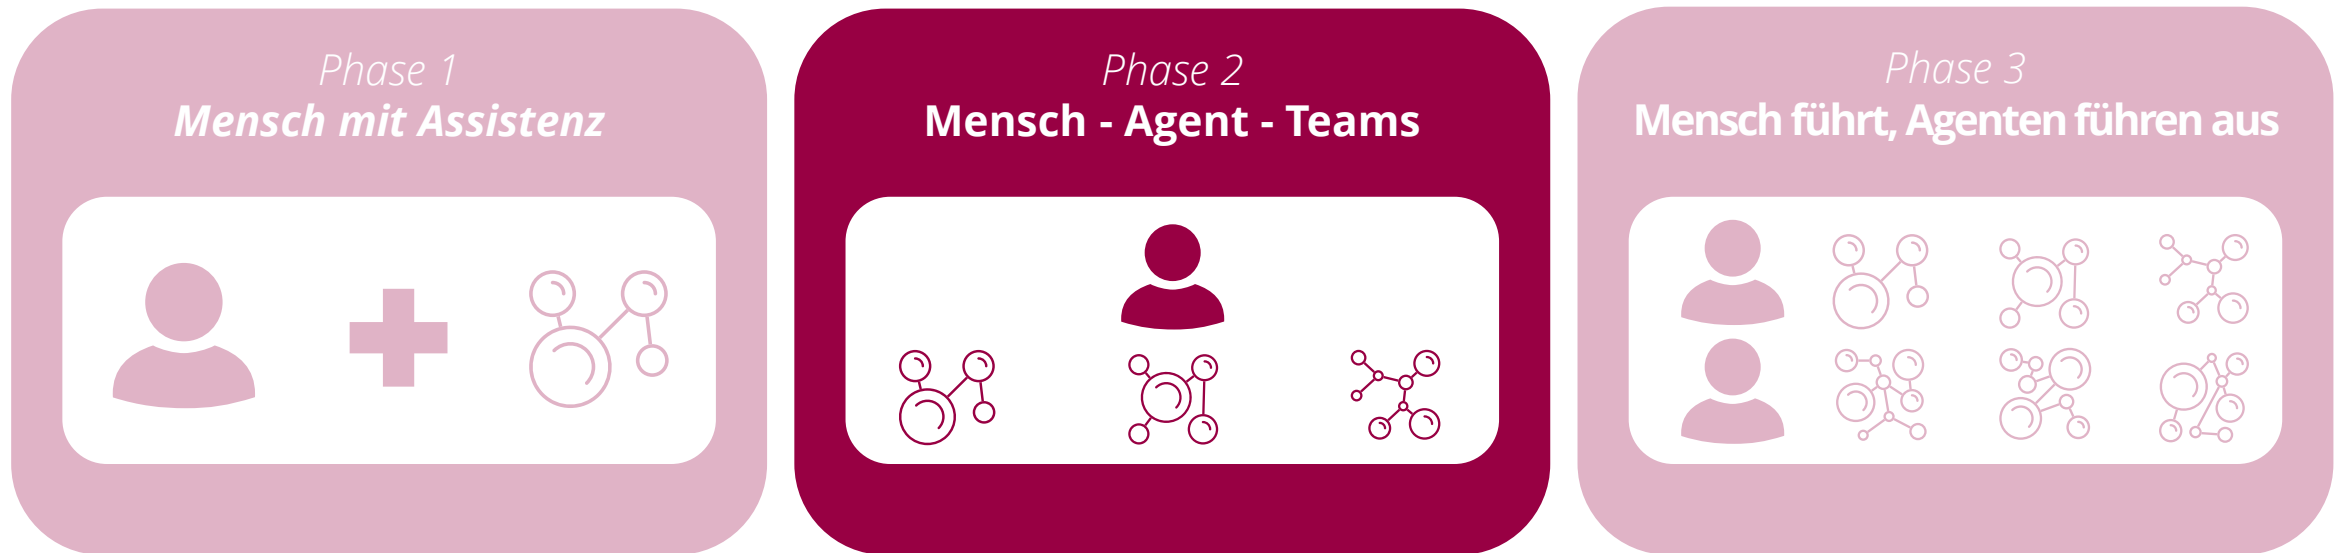 Phase 1
Mensch mit Assistenz
Phase 2
Mensch - Agent - Teams
Phase 3
Mensch führt, Agenten führen aus